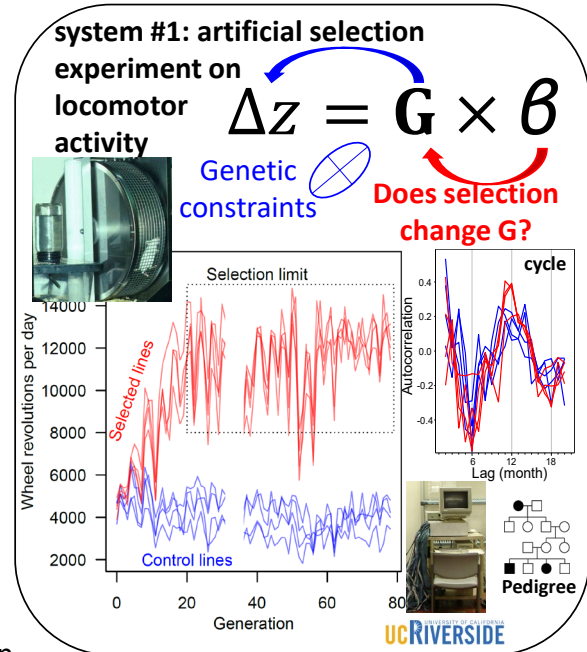 system #1: artificial selection
experiment on
locomotor
activity
Δz = G × β
Genetic
constraints
Does selection
change G?
Selection limit
Selected lines
Control lines
Wheel revolutions per day
14000
12000
10000
8000
6000
4000
2000
0
20
40
60
80
Generation
cycle
Autocorrelation
0.4
0.2
0.0
-0.2
-0.4
6
12
18
Lag (month)
Pedigree
UNIVERSITY OF CALIFORNIA
UCRIVERSIDE